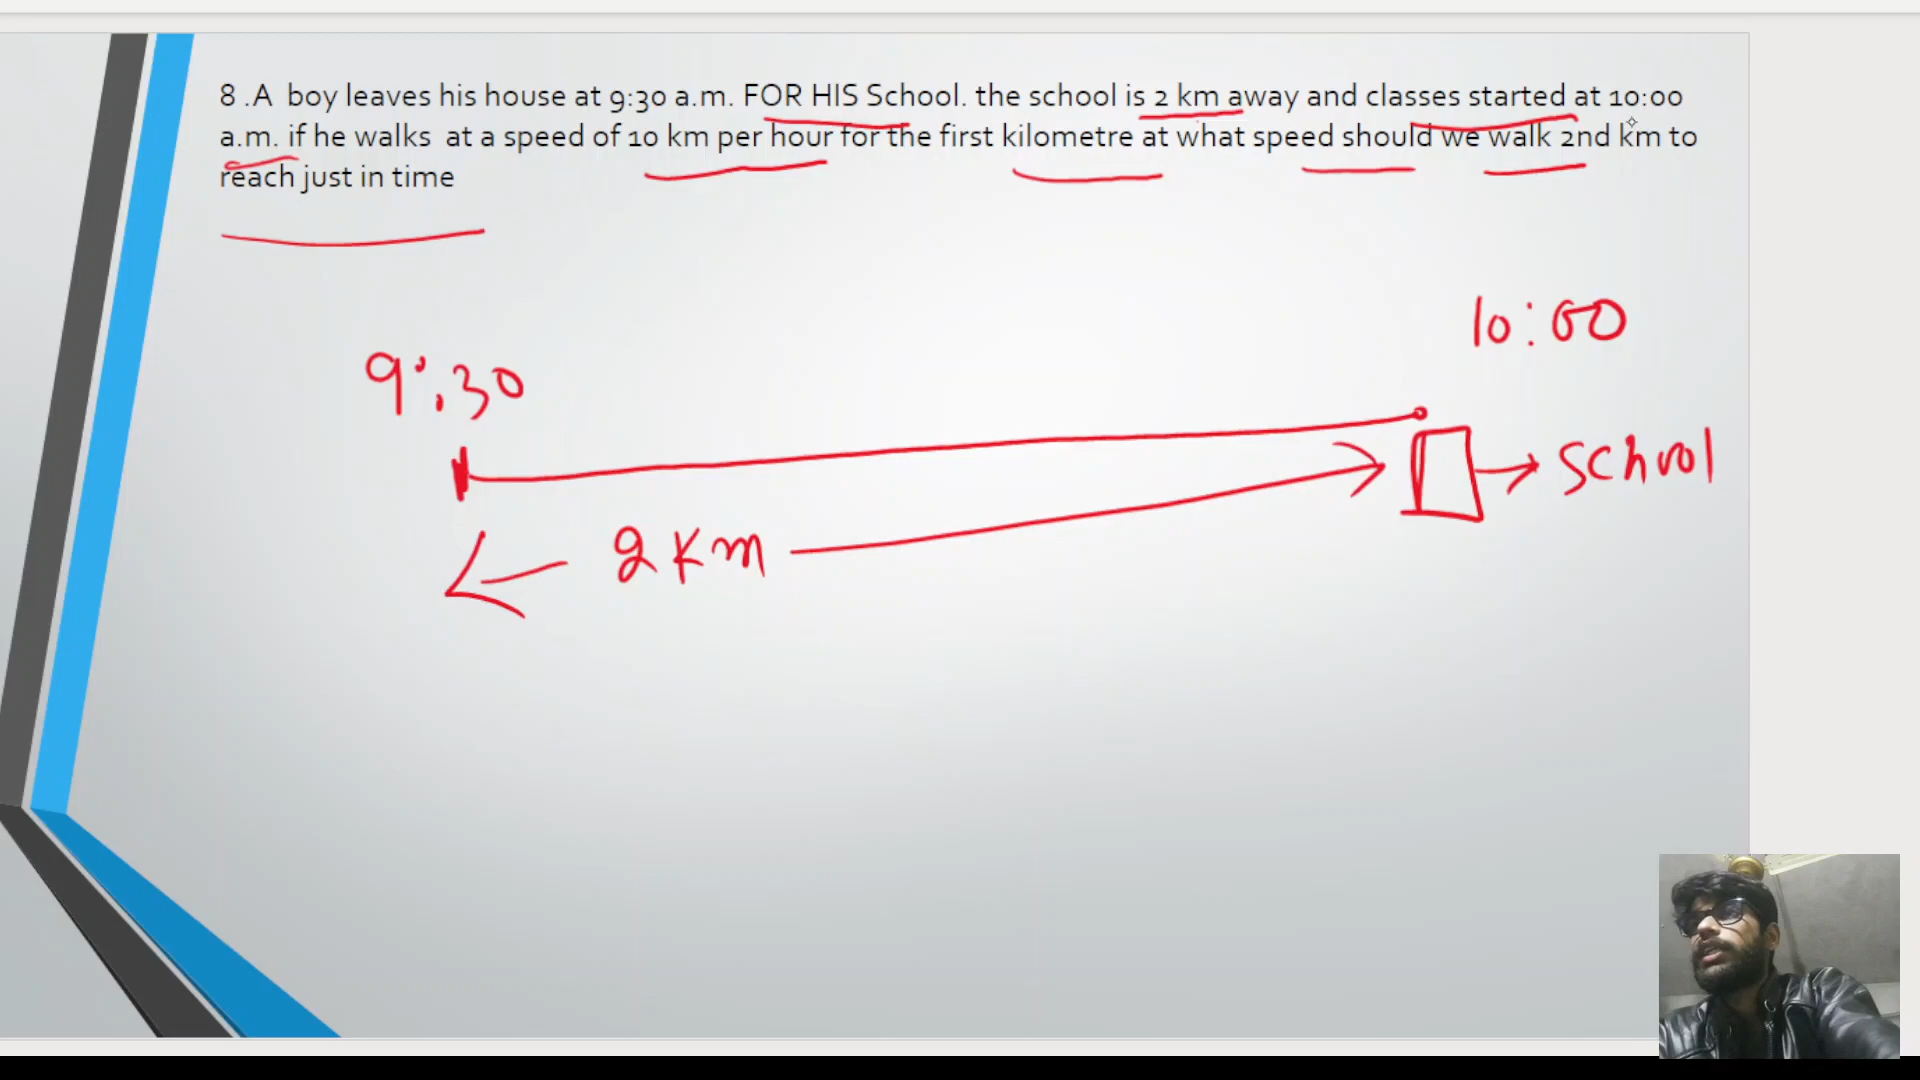 8 .A boy leaves his house at 9:30 a.m. FOR HIS School. the school is 2 km away and classes started at 10:00
a.m. if he walks at a speed of 10 km per hour for the first kilometre at what speed should we walk 2nd km to
reach just in time
10:00
9:30
school
2 Km